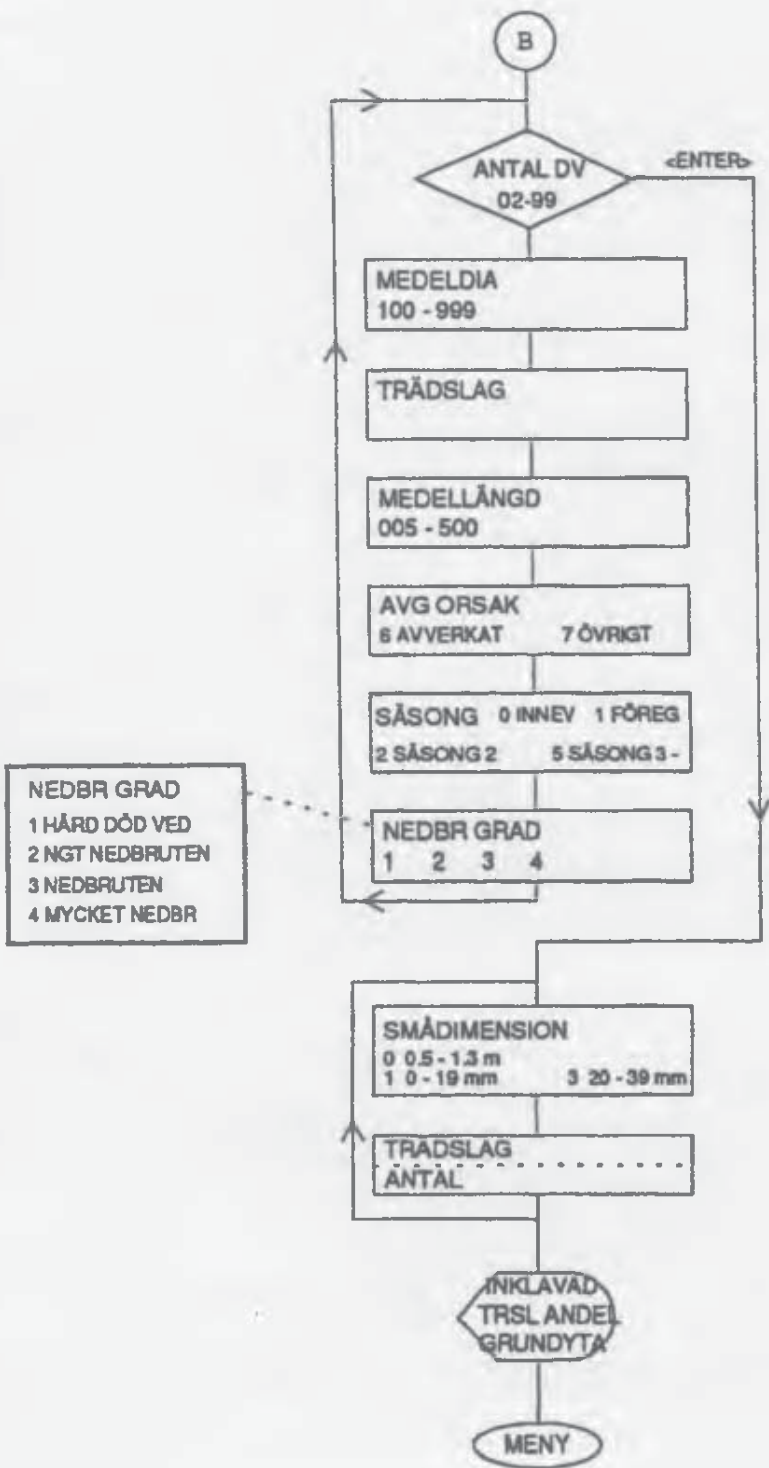 B
ANTAL DV
02-99
<ENTER>
MEDELDIA
100 - 999
TRÄDSLAG
MEDELLÄNGD
005 - 500
AVG ORSAK
6 AVVERKAT 7 ÖVRIGT
SÄSONG 0 INNEV 1 FÖREG
2 SÄSONG 2 5 SÄSONG 3 -
NEDBR GRAD
1 2 3 4
NEDBR GRAD
1 HÅRD DÖD VED
2 NGT NEDBRUTEN
3 NEDBRUTEN
4 MYCKET NEDBR
SMÅDIMENSION
0 0.5 - 1.3 m
1 0 - 19 mm 3 20 - 39 mm
TRADSLAG
ANTAL
INKLAVAD
TRSL ANDEL
GRUNDYTA
MENY